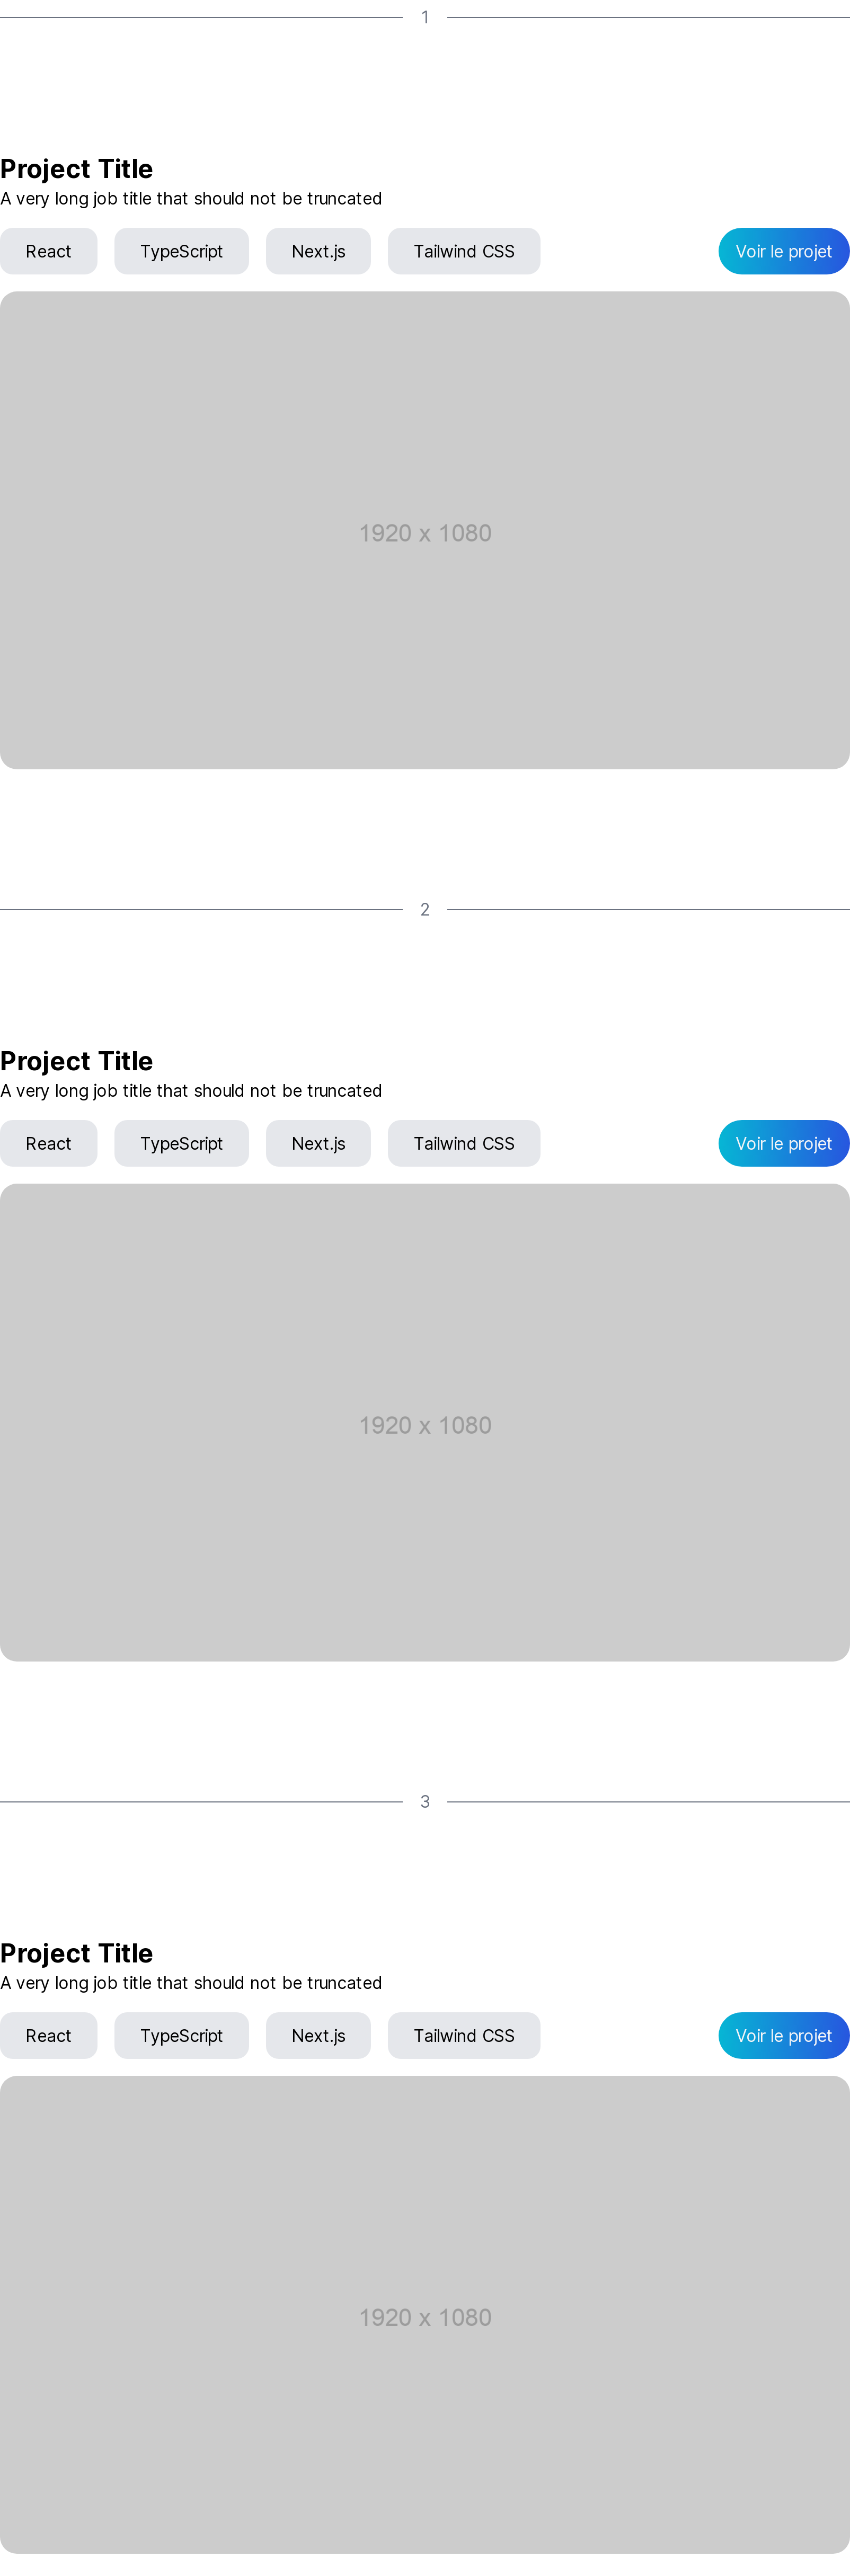 1
Project Title
A very long job title that should not be truncated
React TypeScript Next.js Tailwind CSS Voir le projet
1920 x 1080
2
Project Title
A very long job title that should not be truncated
React TypeScript Next.js Tailwind CSS Voir le projet
1920 x 1080
3
Project Title
A very long job title that should not be truncated
React TypeScript Next.js Tailwind CSS Voir le projet
1920 x 1080